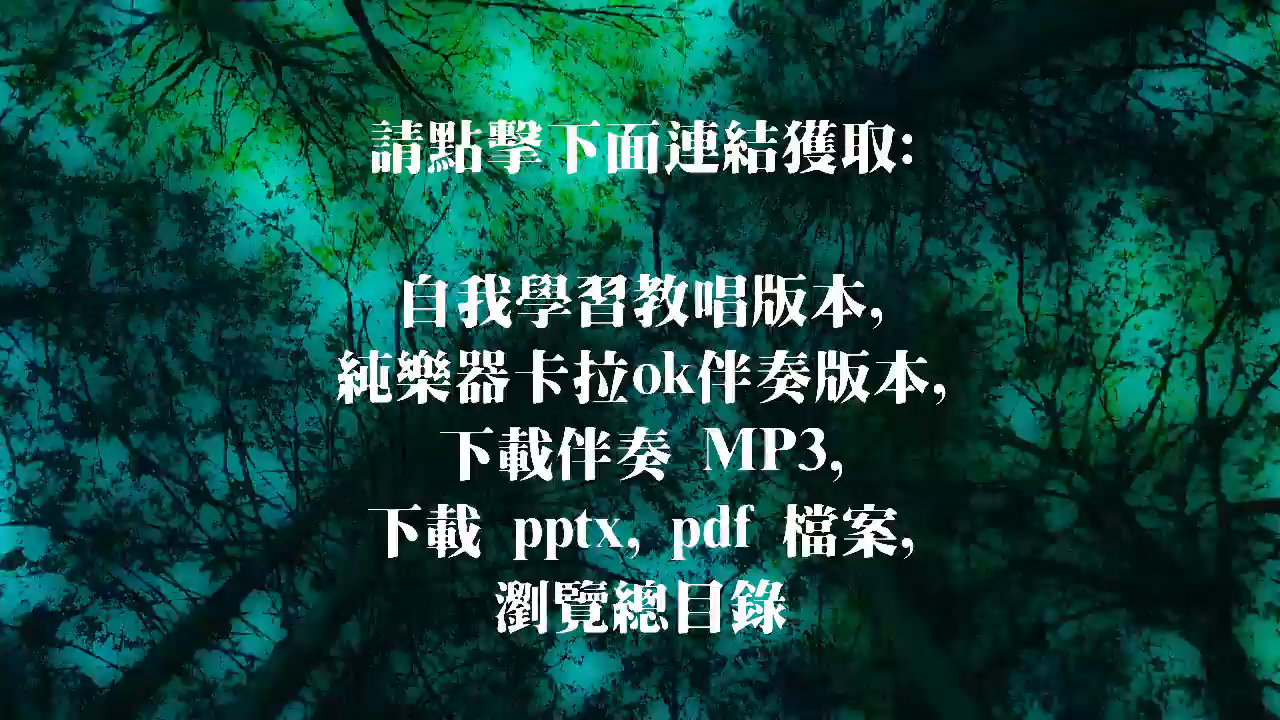 請點擊下面連結獲取:
自我學習教唱版本,
純樂器卡拉ok伴奏版本,
下載伴奏 MP3,
下載 pptx, pdf 檔案,
瀏覽總目錄